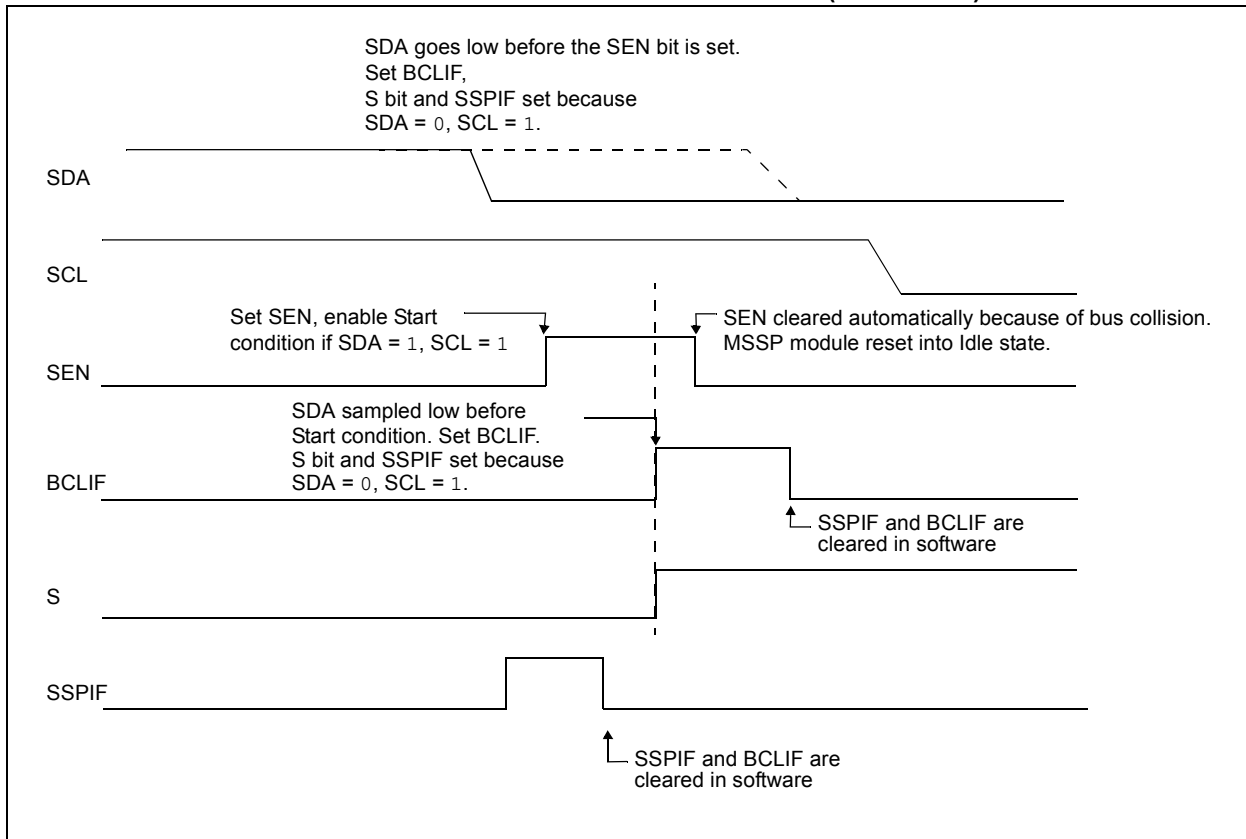 SDA goes low before the SEN bit is set.
Set BCLIF,
S bit and SSPIF set because
SDA = 0, SCL = 1.
SDA
SCL
Set SEN, enable Start
condition if SDA = 1, SCL = 1
SEN cleared automatically because of bus collision.
MSSP module reset into Idle state.
SEN
SDA sampled low before
Start condition. Set BCLIF.
S bit and SSPIF set because
SDA = 0, SCL = 1.
BCLIF
SSPIF and BCLIF are
cleared in software
S
SSPIF
SSPIF and BCLIF are
cleared in software